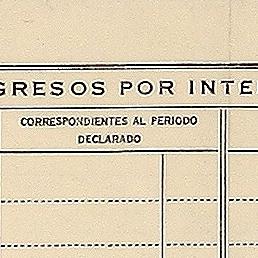 GRESOS POR INTE
CORRESPONDIENTES AL PERIODO
DECLARADO